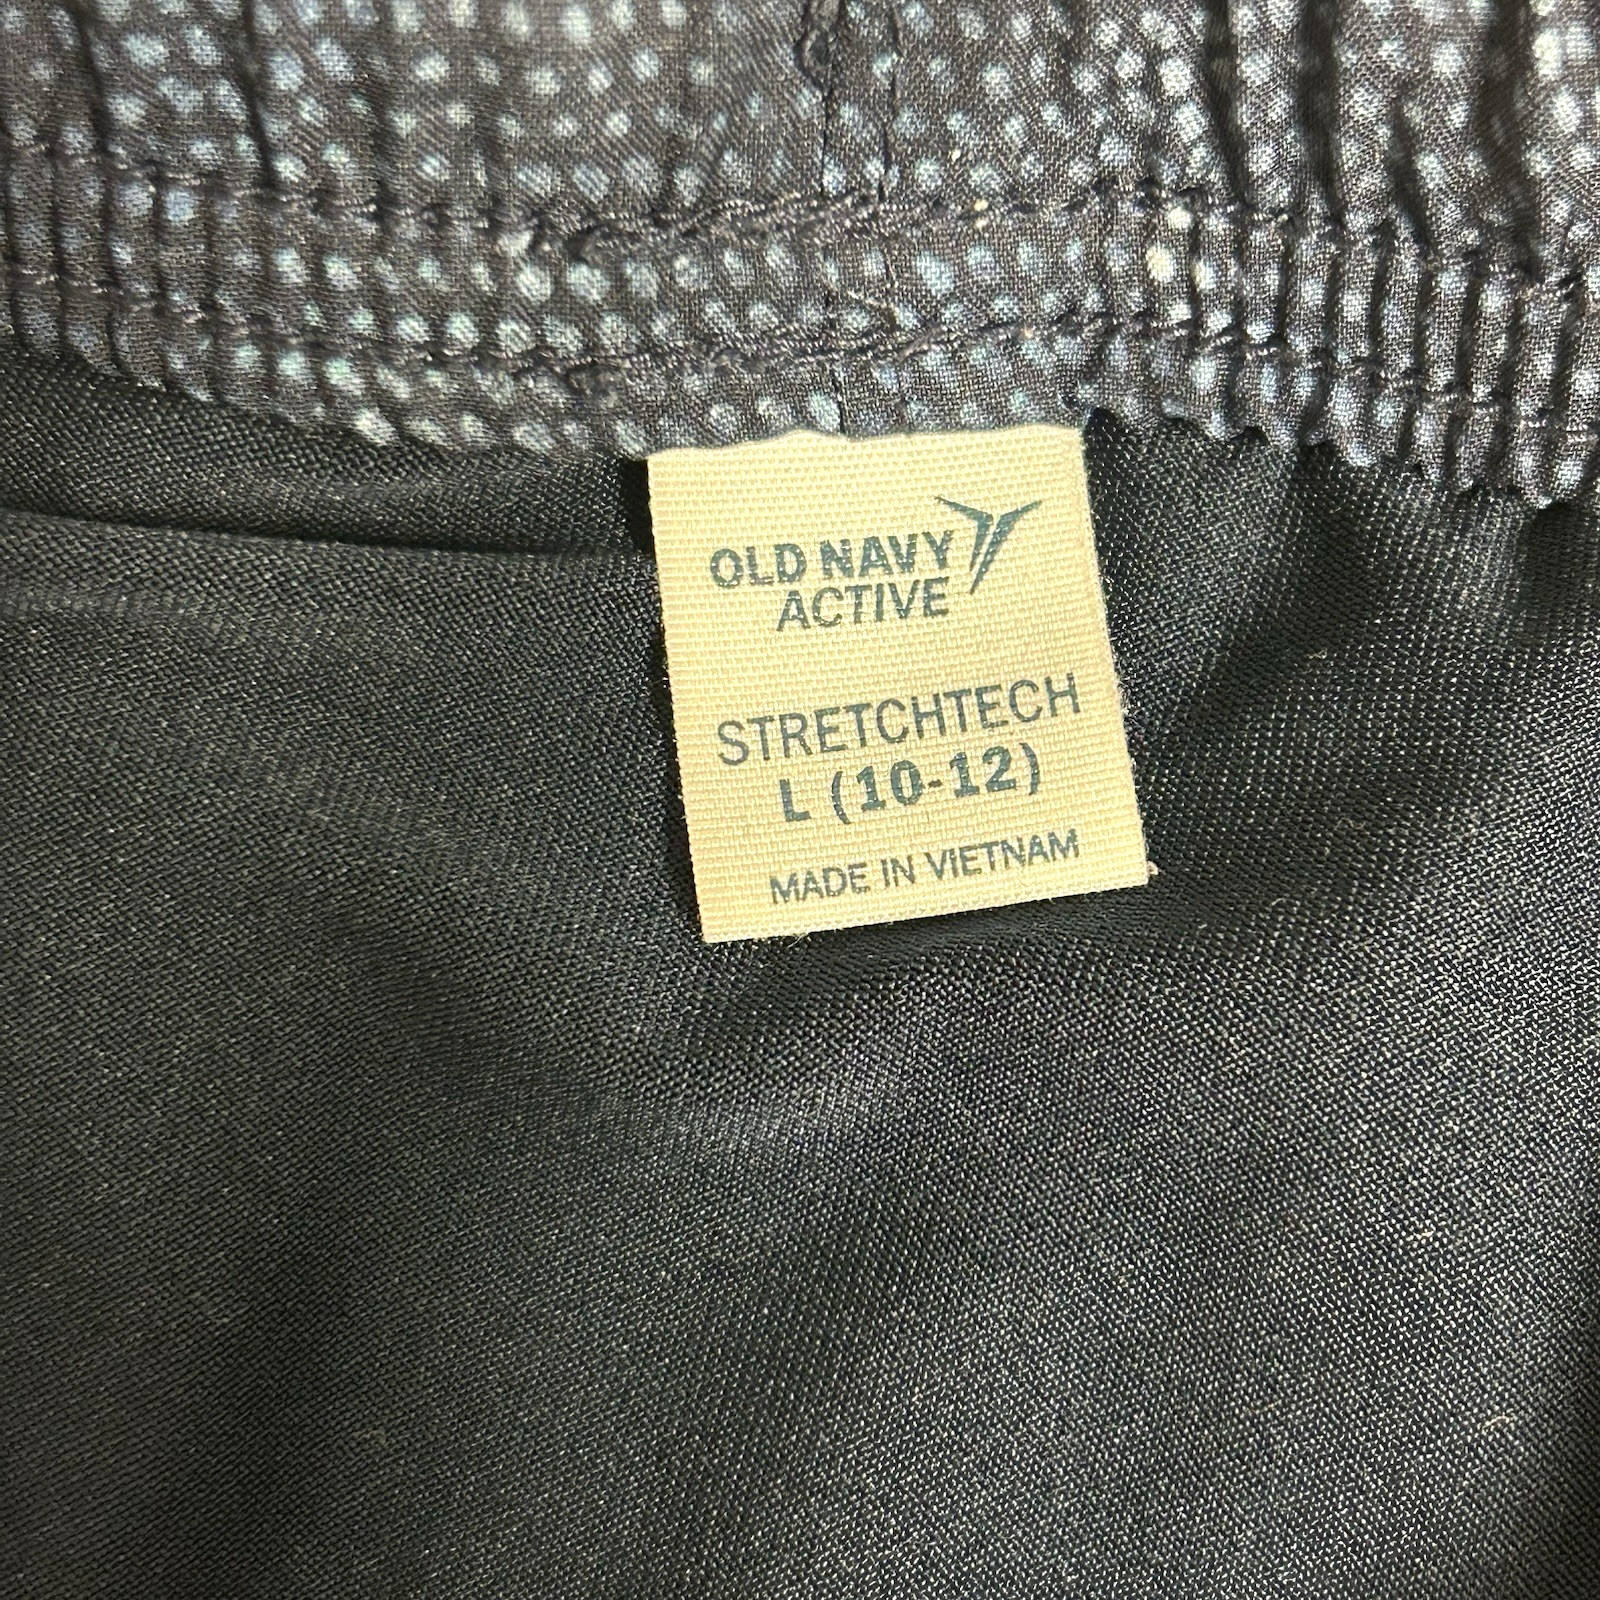 OLD NAVY
ACTIVE
STRETCHTECH
L (10-12)
MADE IN VIETNAM